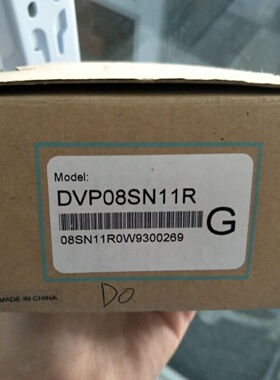 Model:
DVP08SN11R
G
08SN11R0W9300269
MADE IN CHINA
DO